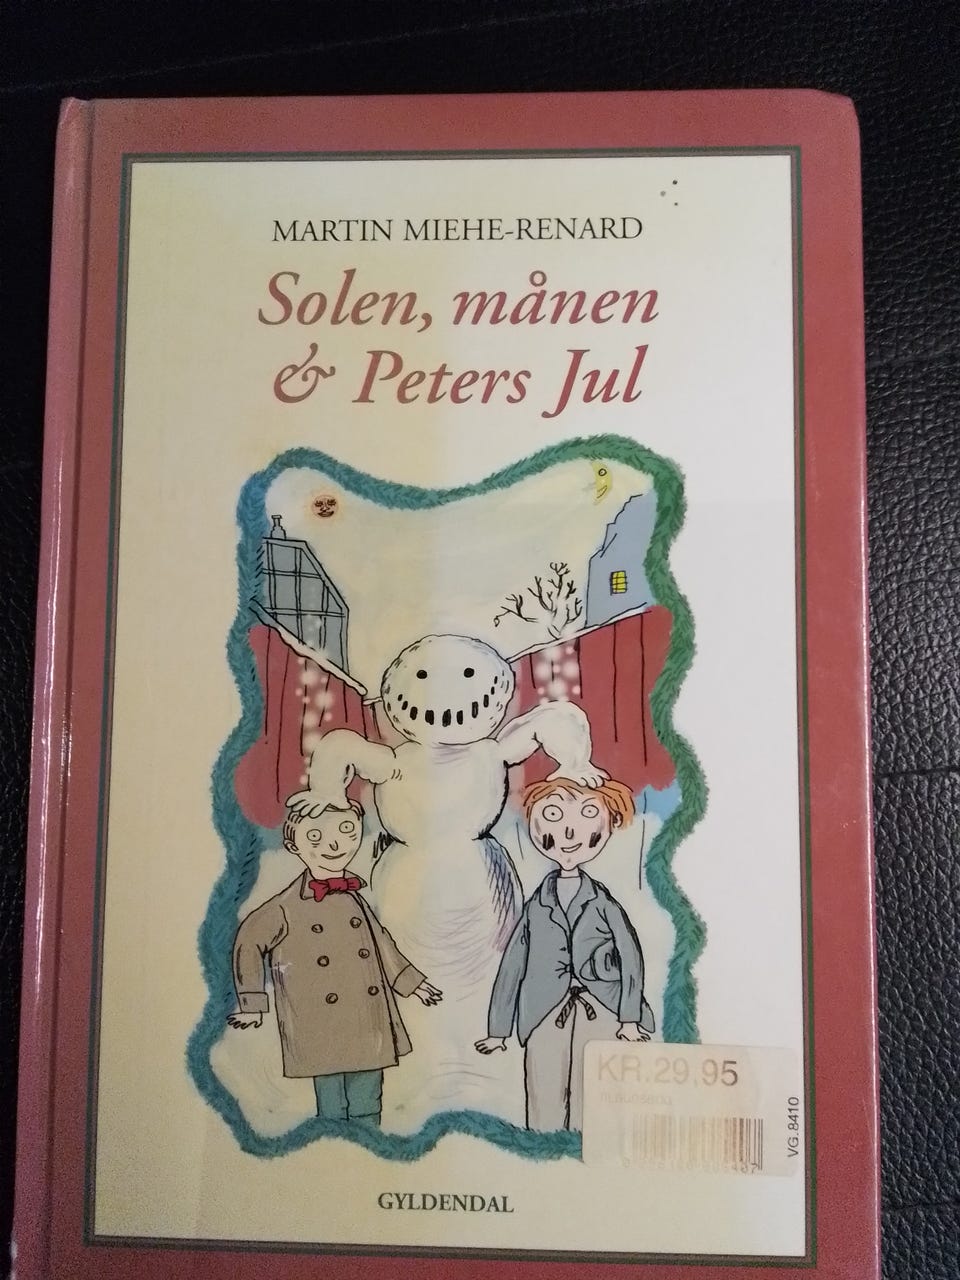 MARTIN MIEHE-RENARD
Solen, månen
& Peters Jul
KR.29,95
VG.8410
GYLDENDAL